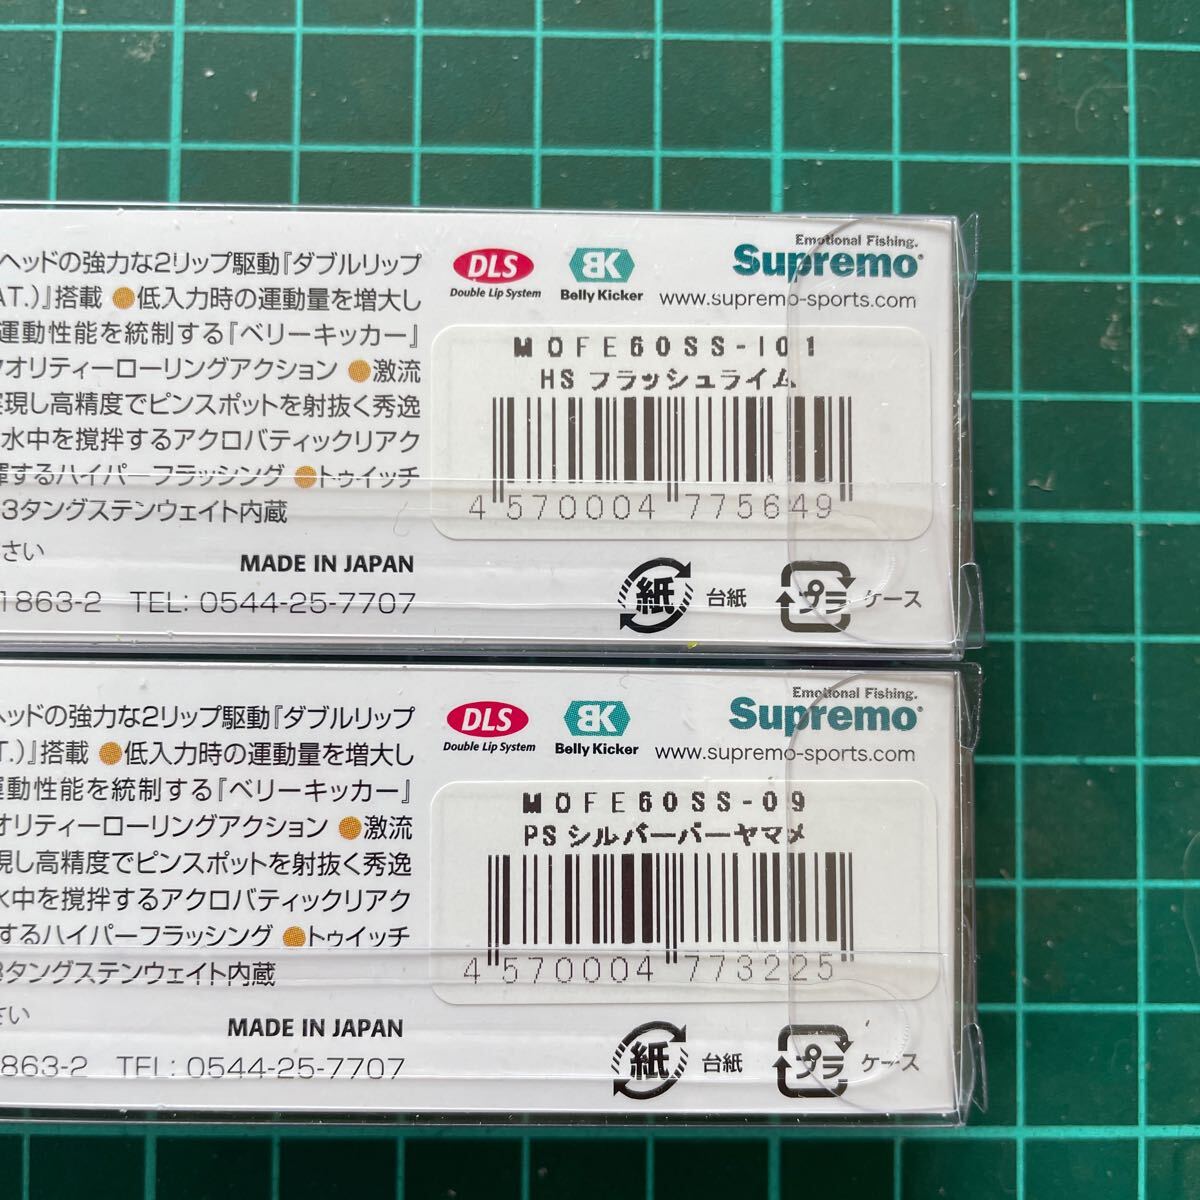 ヘッドの強力な2リップ駆動『ダブルリップ
AT.)』搭載 ●低入力時の運動量を増大し
運動性能を統制する『ベリーキッカー』
クオリティーローリングアクション ●激流
実現し高精度でピンスポットを射抜く秀逸
水中を撹拌するアクロバティックリアク
揮するハイパーフラッシング ●トゥイッチ
3タングステンウェイト内蔵
さい
MADE IN JAPAN
1863-2 TEL: 0544-25-7707
DLS
Double Lip System
BK
Belly Kicker
Emotional Fishing.
Supremo®
www.supremo-sports.com
MOFE60SS-I01
HS フラッシュライム
4 570004 775649
紙 台紙
プラ ケース
ヘッドの強力な2リップ駆動『ダブルリップ
T.)』搭載 ●低入力時の運動量を増大し
運動性能を統制する『ベリーキッカー』
オリティーローリングアクション ●激流
現し高精度でピンスポットを射抜く秀逸
水中を撹拌するアクロバティックリアク
するハイパーフラッシング ●トゥイッチ
3タングステンウェイト内蔵
さい
MADE IN JAPAN
1863-2 TEL: 0544-25-7707
DLS
Double Lip System
BK
Belly Kicker
Emotional Fishing.
Supremo®
www.supremo-sports.com
MOFE60SS-09
PS シルバーバーヤマメ
4 570004 773225
紙 台紙
プラ ケース